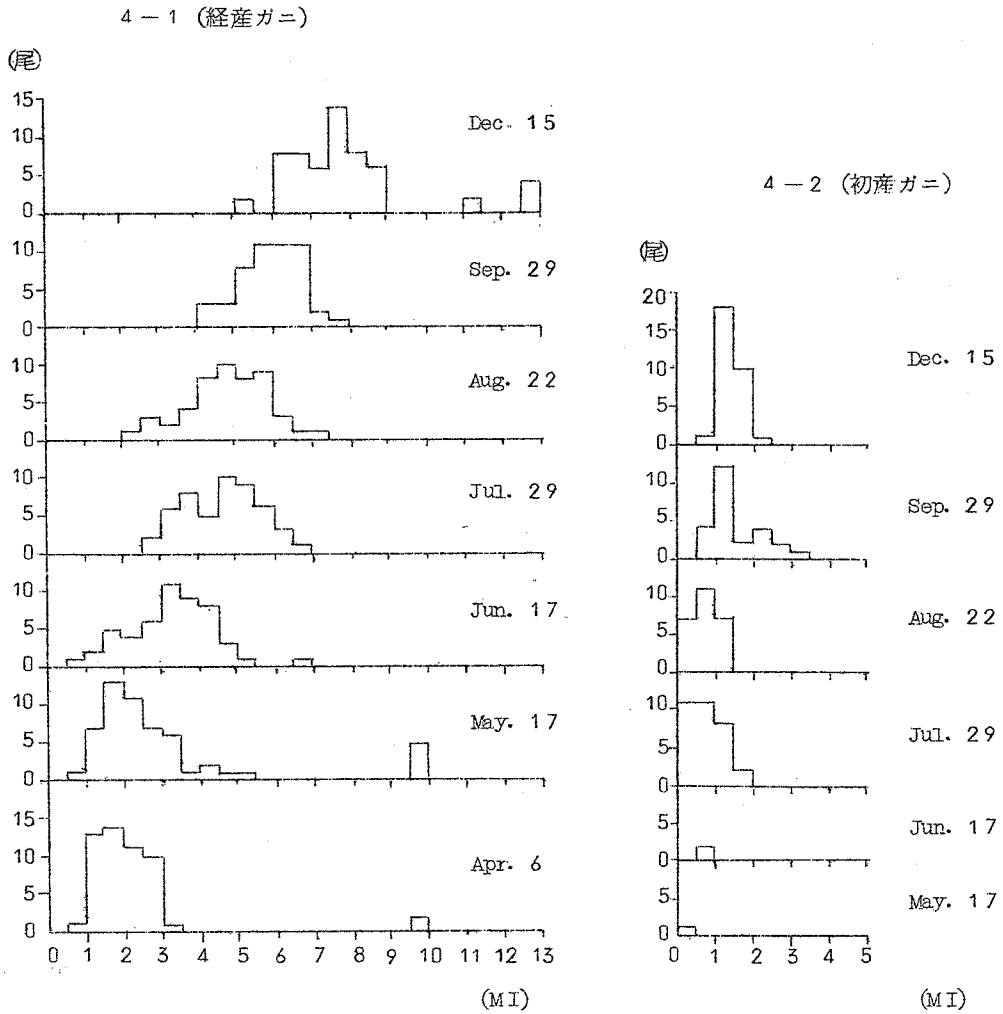 4-1 (経産ガニ)
(尾)
15
10
5
0
Dec. 15
10
5
0
Sep. 29
10
5
0
Aug. 22
10
5
0
Jul. 29
10
5
0
Jun. 17
10
5
0
May. 17
15
10
5
0
Apr. 6
0 1 2 3 4 5 6 7 8 9 10 11 12 13
(MI)
4-2 (初産ガニ)
(尾)
20
15
10
5
0
Dec. 15
10
5
0
Sep. 29
10
5
0
Aug. 22
10
5
0
Jul. 29
5
0
Jun. 17
5
0
May. 17
0 1 2 3 4 5
(MI)